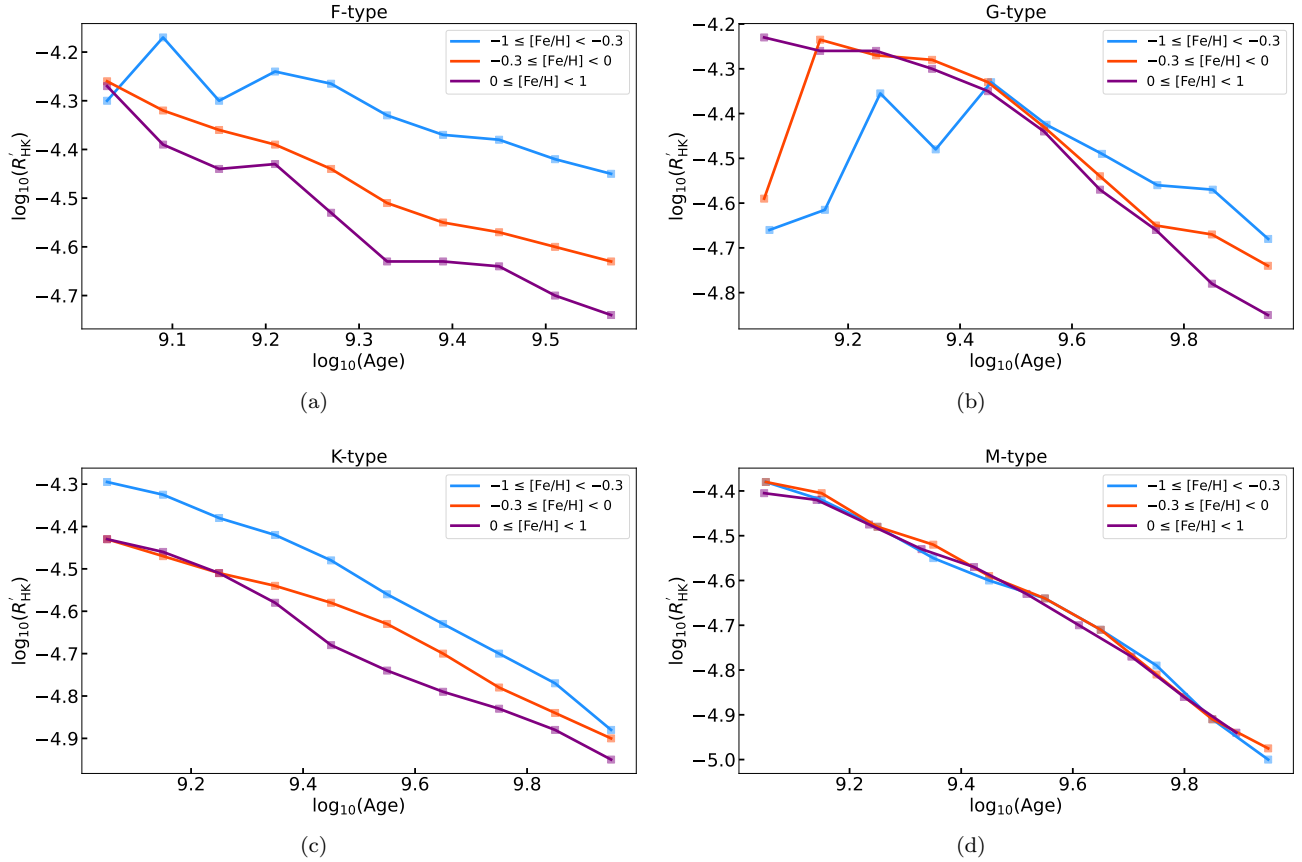 F-type
−4.2
−4.3
−4.4
−4.5
−4.6
−4.7
log₁₀(R′HK)
−1 ≤ [Fe/H] < −0.3
−0.3 ≤ [Fe/H] < 0
0 ≤ [Fe/H] < 1
9.1 9.2 9.3 9.4 9.5
log₁₀(Age)
(a)
G-type
−4.2
−4.3
−4.4
−4.5
−4.6
−4.7
−4.8
log₁₀(R′HK)
−1 ≤ [Fe/H] < −0.3
−0.3 ≤ [Fe/H] < 0
0 ≤ [Fe/H] < 1
9.2 9.4 9.6 9.8
log₁₀(Age)
(b)
K-type
−4.3
−4.4
−4.5
−4.6
−4.7
−4.8
−4.9
log₁₀(R′HK)
−1 ≤ [Fe/H] < −0.3
−0.3 ≤ [Fe/H] < 0
0 ≤ [Fe/H] < 1
9.2 9.4 9.6 9.8
log₁₀(Age)
(c)
M-type
−4.4
−4.5
−4.6
−4.7
−4.8
−4.9
−5.0
log₁₀(R′HK)
−1 ≤ [Fe/H] < −0.3
−0.3 ≤ [Fe/H] < 0
0 ≤ [Fe/H] < 1
9.2 9.4 9.6 9.8
log₁₀(Age)
(d)